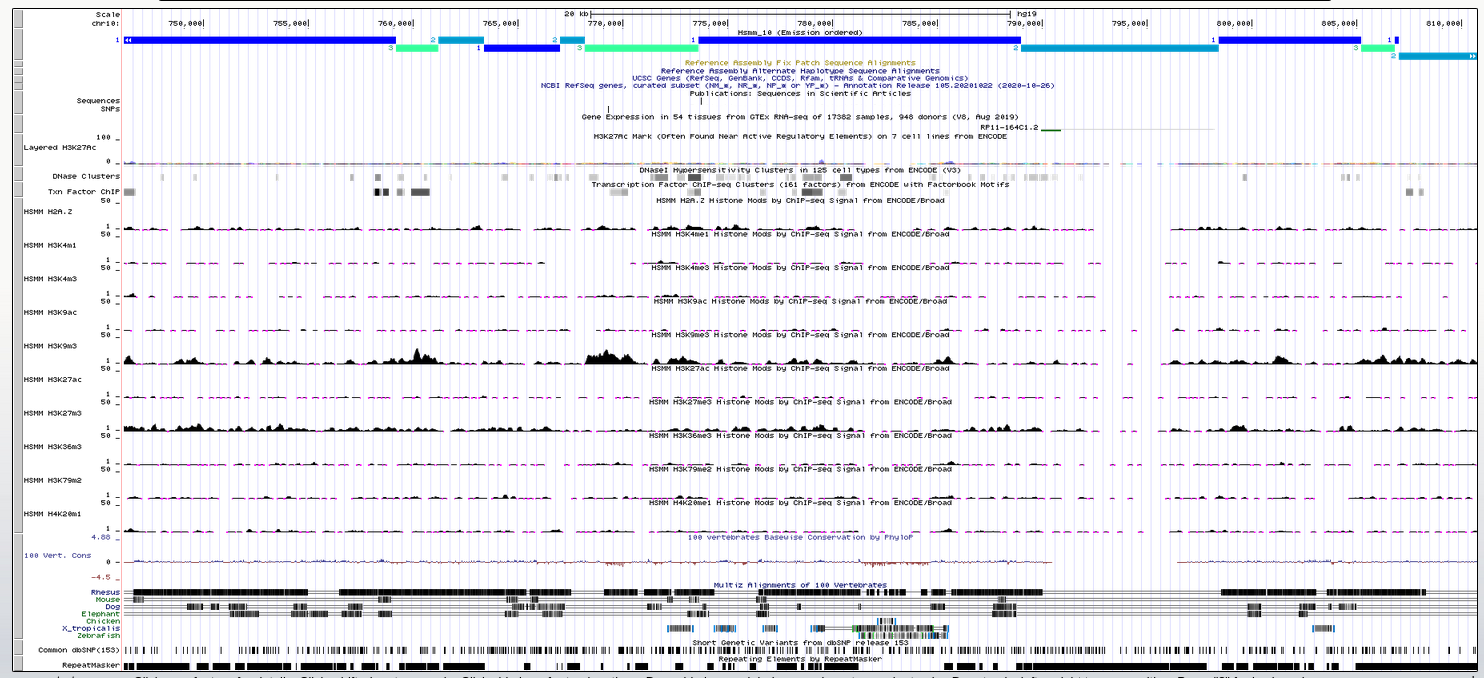 Scale 20 kb hg19
chr10: 750,000 755,000 760,000 765,000 770,000 775,000 780,000 785,000 790,000 795,000 800,000 805,000 810,000
Hsmm_10 (Emission ordered)
1 2 2 1 1 1
3 1 3 2 3 2
Reference Assembly Fix Patch Sequence Alignments
Reference Assembly Alternate Haplotype Sequence Alignments
UCSC Genes (RefSeq, GenBank, CCDS, Rfam, tRNAs & Comparative Genomics)
NCBI RefSeq genes, curated subset (NM_*, NR_*, NP_* or YP_*) - Annotation Release 105.20201022 (2020-10-26)
Publications: Sequences in Scientific Articles
Sequences
SNPs
Gene Expression in 54 tissues from GTEx RNA-seq of 17382 samples, 948 donors (V8, Aug 2019)
RP11-164C1.2
H3K27Ac Mark (Often Found Near Active Regulatory Elements) on 7 cell lines from ENCODE
100 _
Layered H3K27Ac
0 _
DNaseI Hypersensitivity Clusters in 125 cell types from ENCODE (V3)
DNase Clusters
Transcription Factor ChIP-seq Clusters (161 factors) from ENCODE with Factorbook Motifs
Txn Factor ChIP
HSMM H2A.Z Histone Mods by ChIP-seq Signal from ENCODE/Broad
50 _
HSMM H2A.Z
1 _
HSMM H3K4me1 Histone Mods by ChIP-seq Signal from ENCODE/Broad
50 _
HSMM H3K4m1
1 _
HSMM H3K4me3 Histone Mods by ChIP-seq Signal from ENCODE/Broad
50 _
HSMM H3K4m3
1 _
HSMM H3K9ac Histone Mods by ChIP-seq Signal from ENCODE/Broad
50 _
HSMM H3K9ac
1 _
HSMM H3K9me3 Histone Mods by ChIP-seq Signal from ENCODE/Broad
50 _
HSMM H3K9m3
1 _
HSMM H3K27ac Histone Mods by ChIP-seq Signal from ENCODE/Broad
50 _
HSMM H3K27ac
1 _
HSMM H3K27me3 Histone Mods by ChIP-seq Signal from ENCODE/Broad
50 _
HSMM H3K27m3
1 _
HSMM H3K36me3 Histone Mods by ChIP-seq Signal from ENCODE/Broad
50 _
HSMM H3K36m3
1 _
HSMM H3K79me2 Histone Mods by ChIP-seq Signal from ENCODE/Broad
50 _
HSMM H3K79m2
1 _
HSMM H4K20me1 Histone Mods by ChIP-seq Signal from ENCODE/Broad
50 _
HSMM H4K20m1
1 _
100 vertebrates Basewise Conservation by PhyloP
4.88 _
100 Vert. Cons
0 _
-4.5 _
Multiz Alignments of 100 Vertebrates
Rhesus
Mouse
Dog
Elephant
Chicken
X_tropicalis
Zebrafish
Short Genetic Variants from dbSNP release 153
Common dbSNP(153)
Repeating Elements by RepeatMasker
RepeatMasker